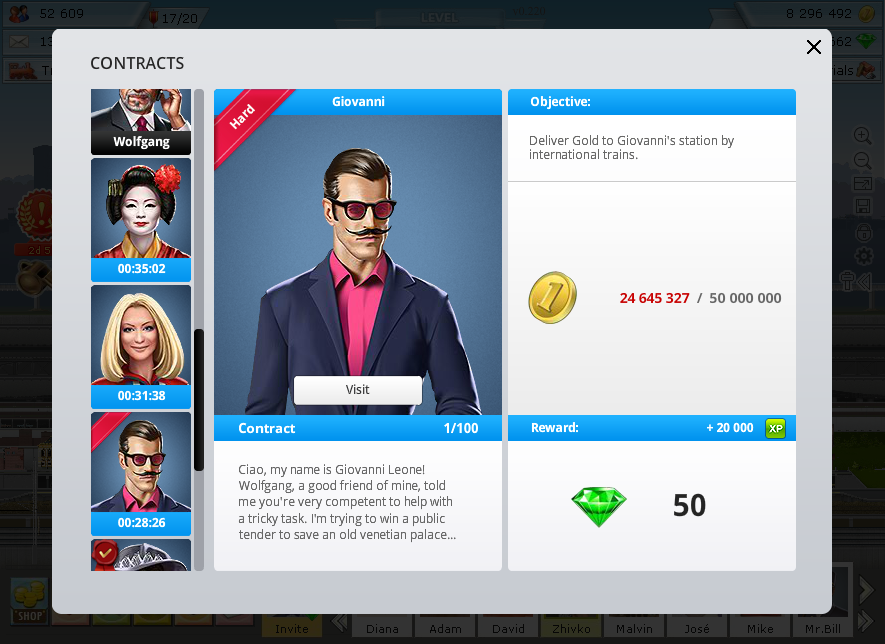 52 609
17/20
LEVEL
8 296 492
CONTRACTS
Wolfgang
00:35:02
00:31:38
00:28:26
Hard
Giovanni
Visit
Contract 1/100
Ciao, my name is Giovanni Leone!
Wolfgang, a good friend of mine, told
me you're very competent to help with
a tricky task. I'm trying to win a public
tender to save an old venetian palace...
Objective:
Deliver Gold to Giovanni's station by
international trains.
24 645 327 / 50 000 000
Reward: + 20 000 XP
50
SHOP
Invite
Diana
Adam
David
Zhivko
Malvin
José
Mike
Mr.Bill